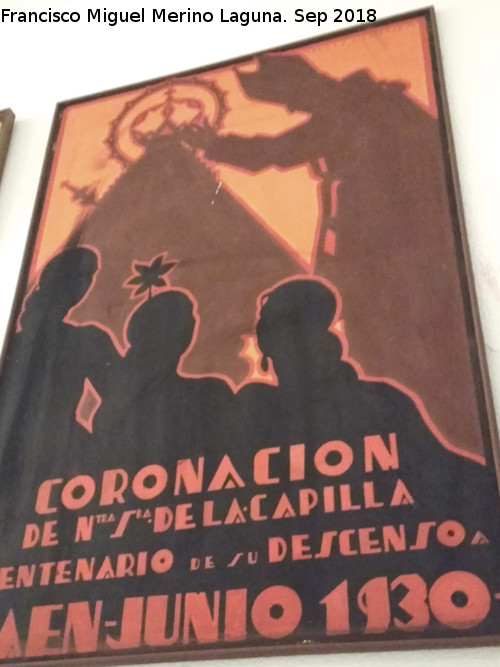 Francisco Miguel Merino Laguna. Sep 2018
CORONACION
DE NTRA SRA. DE LA CAPILLA
ENTENARIO DE SU DESCENSO A
AEN-JUNIO 1930-